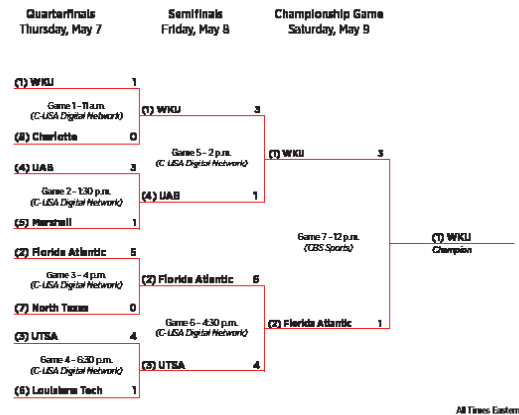 Quarterfinals
Thursday, May 7
Semifinals
Friday, May 8
Championship Game
Saturday, May 9
(1) WKU 1
Game 1 - 11 a.m.
(C-USA Digital Network)
(8) Charlotte 0
(1) WKU 3
(4) UAB 3
Game 2 - 1:30 p.m.
(C-USA Digital Network)
(5) Marshall 1
Game 5 - 2 p.m.
(C-USA Digital Network)
(4) UAB 1
(1) WKU 3
(2) Florida Atlantic 5
Game 3 - 4 p.m.
(C-USA Digital Network)
(7) North Texas 0
(2) Florida Atlantic 6
(3) UTSA 4
Game 4 - 6:30 p.m.
(C-USA Digital Network)
(6) Louisiana Tech 1
Game 6 - 4:30 p.m.
(C-USA Digital Network)
(3) UTSA 4
(2) Florida Atlantic 1
Game 7 - 12 p.m.
(CBS Sports)
(1) WKU
Champion
All Times Eastern